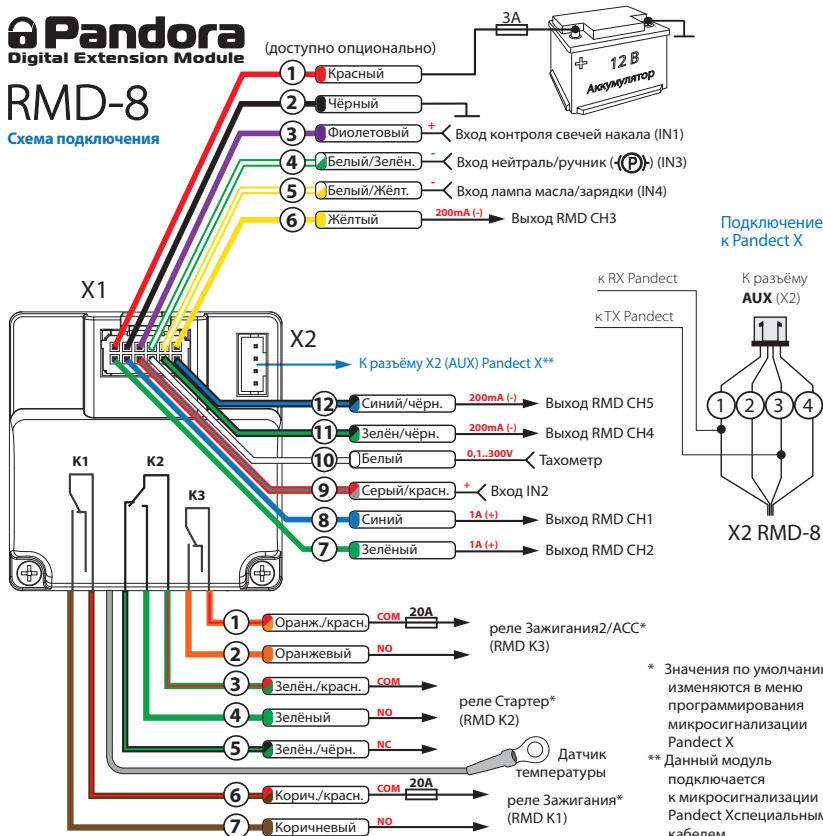 Pandora
Digital Extension Module
RMD-8
Схема подключения
(доступно опционально)
3A
+ 12 В
Аккумулятор
1 Красный
2 Чёрный
3 Фиолетовый + Вход контроля свечей накала (IN1)
4 Белый/Зелён. - Вход нейтраль/ручник (-(P)-) (IN3)
5 Белый/Жёлт. - Вход лампа масла/зарядки (IN4)
6 Жёлтый 200mA (-) Выход RMD CH3
Подключение
к Pandect X
к RX Pandect
к TX Pandect
К разъёму
AUX (X2)
1 2 3 4
X2 RMD-8
X1
X2
К разъёму X2 (AUX) Pandect X**
12 Синий/чёрн. 200mA (-) Выход RMD CH5
11 Зелён/чёрн. 200mA (-) Выход RMD CH4
10 Белый 0,1..300V Тахометр
9 Серый/красн. + Вход IN2
8 Синий 1A (+) Выход RMD CH1
7 Зелёный 1A (+) Выход RMD CH2
K1
K2
K3
1 Оранж./красн. COM 20A
2 Оранжевый NO
реле Зажигания2/ACC*
(RMD K3)
3 Зелён./красн. COM
4 Зелёный NO
5 Зелён./чёрн. NC
реле Стартер*
(RMD K2)
Датчик
температуры
6 Корич./красн. COM 20A
7 Коричневый NO
реле Зажигания*
(RMD K1)
* Значения по умолчанию
изменяются в меню
программирования
микросигнализации
Pandect X
** Данный модуль
подключается
к микросигнализации
Pandect Xспециальным
кабелем